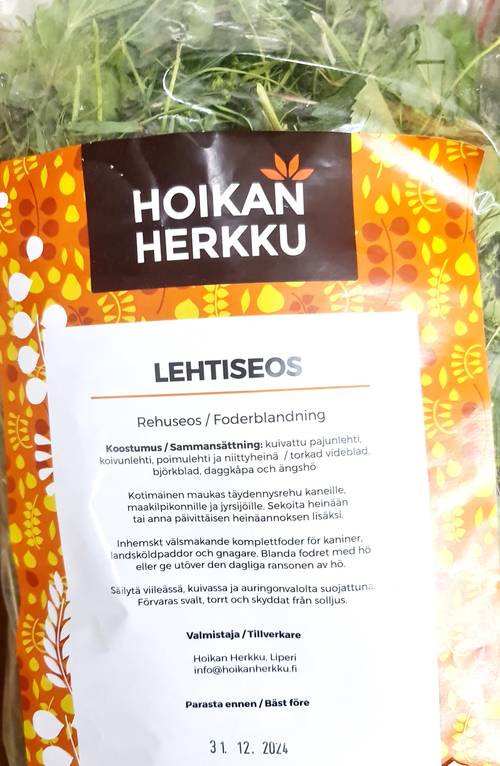 HOIKAN
HERKKU
LEHTISEOS
Rehuseos / Foderblandning
Koostumus / Sammansättning: kuivattu pajunlehti,
koivunlehti, poimulehti ja niittyheinä / torkad videblad,
björkblad, daggkåpa och ängshö
Kotimainen maukas täydennysrehu kaneille,
maakilpikonnille ja jyrsijöille. Sekoita heinään
tai anna päivittäisen heinäannoksen lisäksi.
Inhemskt välsmakande komplettfoder för kaniner,
landsköldpaddor och gnagare. Blanda fodret med hö
eller ge utöver den dagliga ransonen av hö.
Säilytä viileässä, kuivassa ja auringonvalolta suojattuna.
Förvaras svalt, torrt och skyddat från solljus.
Valmistaja / Tillverkare
Hoikan Herkku, Liperi
info@hoikanherkku.fi
Parasta ennen / Bäst före
31. 12. 2024